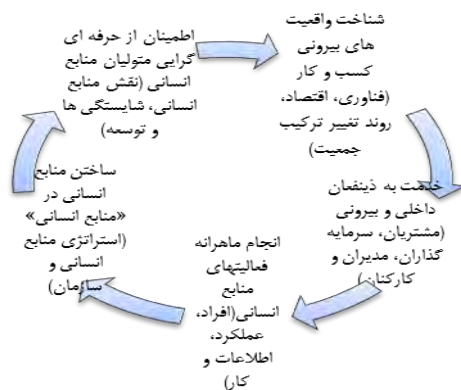 شناخت واقعیت
های بیرونی
کسب و کار
(فناوری، اقتصاد،
روند تغییر ترکیب
جمعیت)
خدمت به ذینفعان
داخلی و بیرونی
(مشتریان، سرمایه
گذاران، مدیران و
کارکنان)
انجام ماهرانه
فعالیتهای
منابع
انسانی(افراد،
عملکرد،
اطلاعات و
کار)
ساختن منابع
انسانی در
«منابع انسانی»
(استراتژی منابع
انسانی و
سازمان)
اطمینان از حرفه ای
گرایی متولیان منابع
انسانی (نقش منابع
انسانی، شایستگی ها
و توسعه)